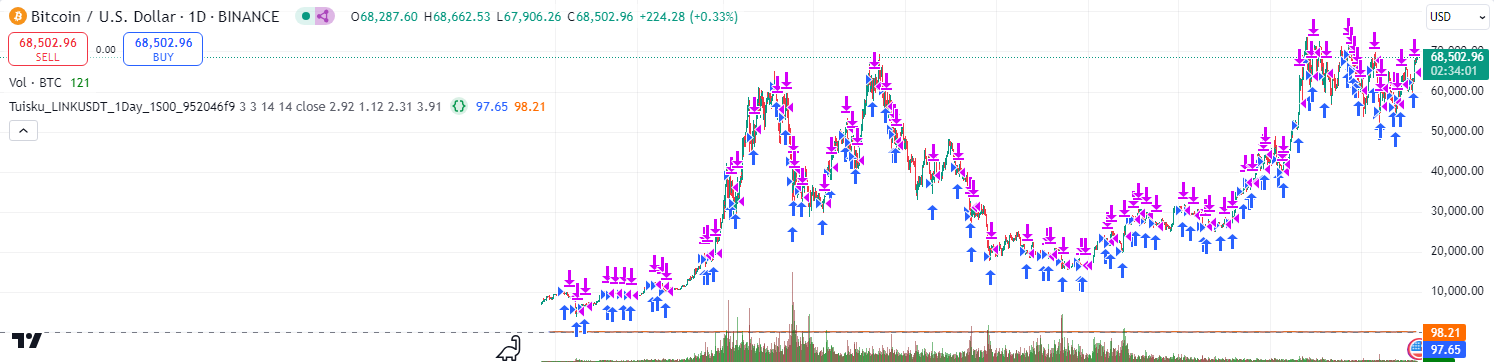 Bitcoin / U.S. Dollar · 1D · BINANCE O68,287.60 H68,662.53 L67,906.26 C68,502.96 +224.28 (+0.33%)
USD
68,502.96 0.00 68,502.96
SELL BUY
Vol · BTC 121
Tuisku_LINKUSDT_1Day_1S00_952046f9 3 3 14 14 close 2.92 1.12 2.31 3.91 {} 97.65 98.21
70,000.00
68,502.96
02:34:01
60,000.00
50,000.00
40,000.00
30,000.00
20,000.00
10,000.00
98.21
97.65